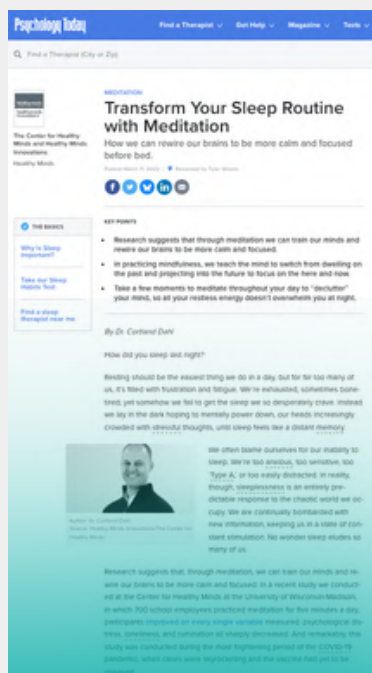 Psychology Today
Find a Therapist
Get Help
Magazine
Tests
Find a Therapist (City or Zip)
The Center for Healthy
Minds and Healthy Minds
Innovations
Healthy Minds
MEDITATION
Transform Your Sleep Routine
with Meditation
How we can rewire our brains to be more calm and focused
before bed.
THE BASICS
Why Is Sleep
Important?
Take our Sleep
Habits Test
Find a sleep
therapist near me
KEY POINTS
Research suggests that through meditation we can train our minds and
rewire our brains to be more calm and focused.
In practicing mindfulness, we teach the mind to switch from dwelling on
the past and projecting into the future to focus on the here and now.
Take a few moments to meditate throughout your day to "declutter"
your mind, so all your restless energy doesn't overwhelm you at night.
By Dr. Cortland Dahl
How did you sleep last night?
Resting should be the easiest thing we do in a day, but for far too many of
us, it's filled with frustration and fatigue. We're exhausted, sometimes bone-
tired, yet somehow we fail to get the sleep we so desperately crave. Instead
we lay in the dark hoping to mentally power down, our heads increasingly
crowded with stressful thoughts, until sleep feels like a distant memory.
Author: Dr. Cortland Dahl
Source: Healthy Minds Innovations/The Center for
Healthy Minds
We often blame ourselves for our inability to
sleep. We're too anxious, too sensitive, too
"Type A," or too easily distracted. In reality,
though, sleeplessness is an entirely pre-
dictable response to the chaotic world we oc-
cupy. We are continually bombarded with
new information, keeping us in a state of con-
stant stimulation. No wonder sleep eludes so
many of us.
Research suggests that, through meditation, we can train our minds and re-
wire our brains to be more calm and focused. In a recent study we conduct-
ed at the Center for Healthy Minds at the University of Wisconsin-Madison,
in which 700 school employees practiced meditation for five minutes a day,
participants improved on every single variable measured: psychological dis-
tress, loneliness, and rumination all sharply decreased. And remarkably, this
study was conducted during the most frightening period of the COVID-19
pandemic, when cases were skyrocketing and the vaccine had yet to be